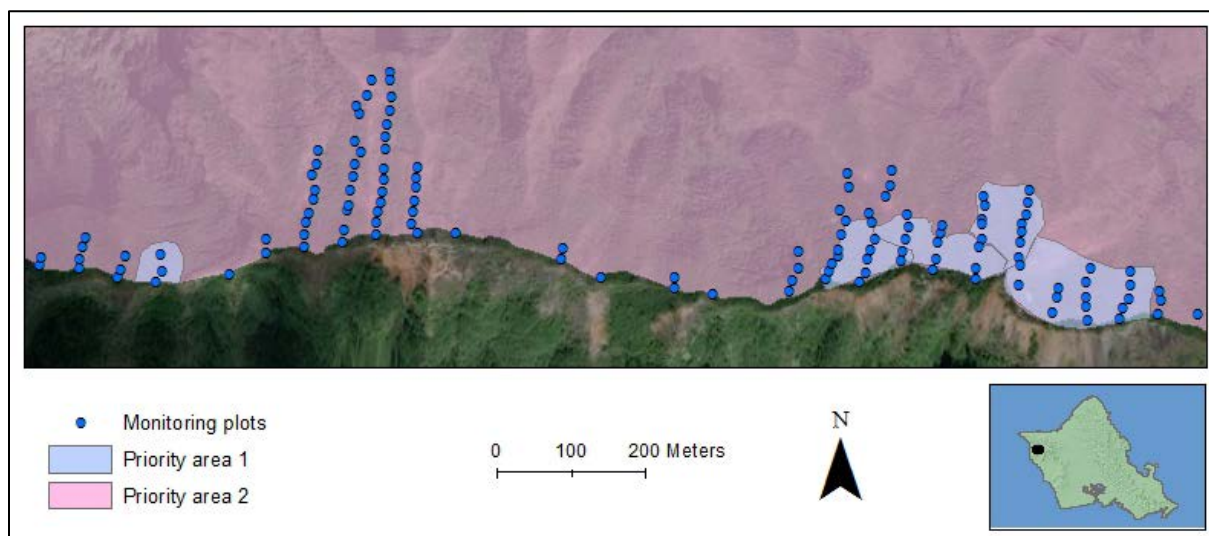 N
Monitoring plots
Priority area 1
Priority area 2
0 100 200 Meters